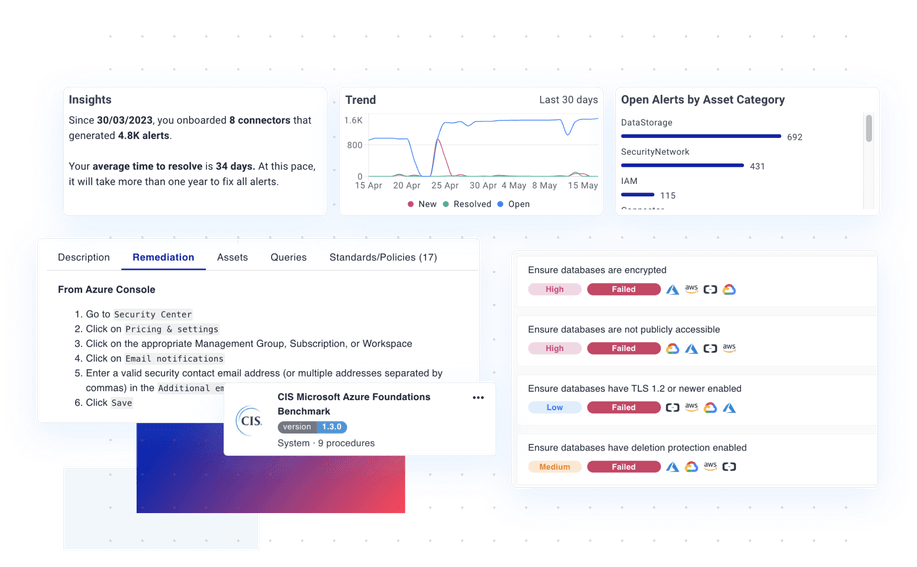 Insights
Since 30/03/2023, you onboarded 8 connectors that
generated 4.8K alerts.
Your average time to resolve is 34 days. At this pace,
it will take more than one year to fix all alerts.
Trend
Last 30 days
1.6K
800
0
15 Apr
20 Apr
25 Apr
30 Apr
4 May
8 May
15 May
New
Resolved
Open
Open Alerts by Asset Category
DataStorage
692
SecurityNetwork
431
IAM
115
Description
Remediation
Assets
Queries
Standards/Policies (17)
From Azure Console
1. Go to Security Center
2. Click on Pricing & settings
3. Click on the appropriate Management Group, Subscription, or Workspace
4. Click on Email notifications
5. Enter a valid security contact email address (or multiple addresses separated by
commas) in the Additional em
6. Click Save
CIS
CIS Microsoft Azure Foundations
Benchmark
•••
version 1.3.0
System · 9 procedures
Ensure databases are encrypted
High
Failed
aws
Ensure databases are not publicly accessible
High
Failed
aws
Ensure databases have TLS 1.2 or newer enabled
Low
Failed
aws
Ensure databases have deletion protection enabled
Medium
Failed
aws